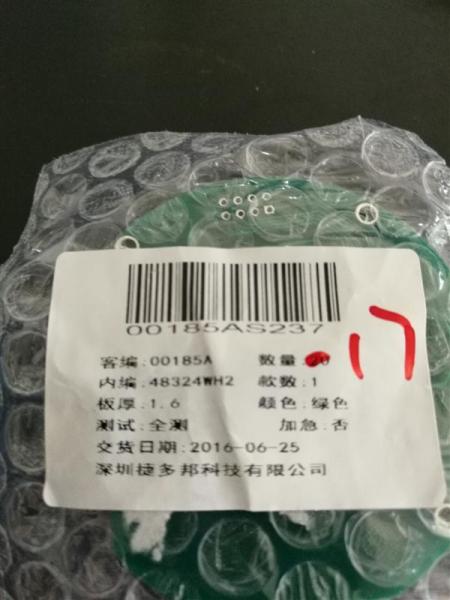 00185AS237
客编:00185A 数量:20
17
内编:48324WH2 款数:1
板厚:1.6 颜色:绿色
测试:全测 加急:否
交货日期:2016-06-25
深圳捷多邦科技有限公司